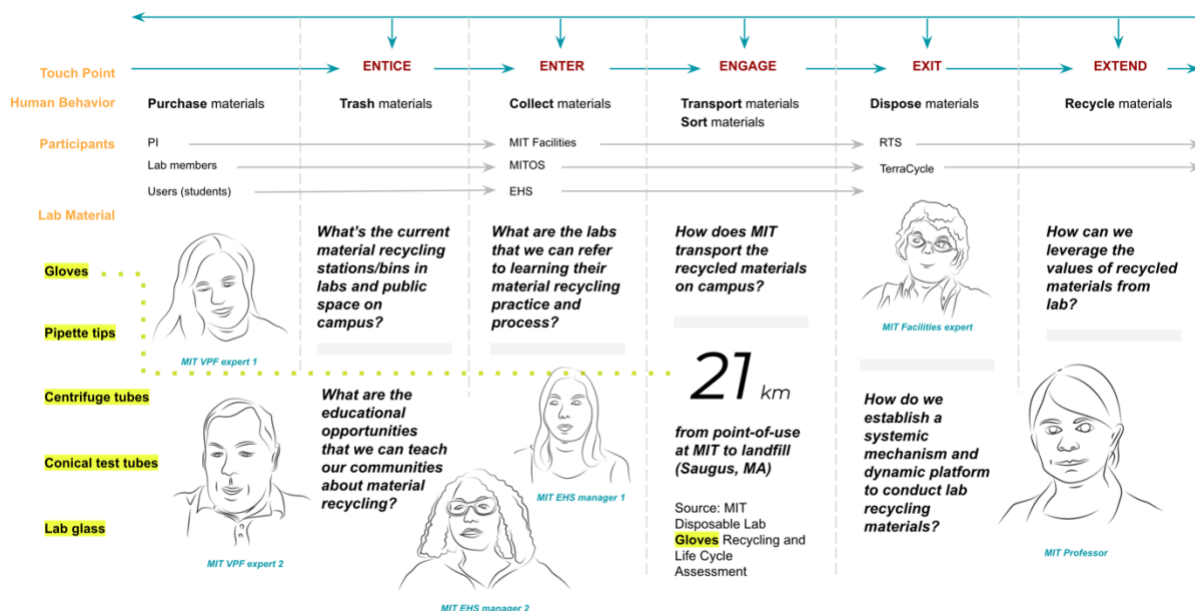 Touch Point
ENTICE
ENTER
ENGAGE
EXIT
EXTEND
Human Behavior
Purchase materials
Trash materials
Collect materials
Transport materials
Sort materials
Dispose materials
Recycle materials
Participants
PI
MIT Facilities
RTS
Lab members
MITOS
TerraCycle
Users (students)
EHS
Lab Material
Gloves
Pipette tips
Centrifuge tubes
Conical test tubes
Lab glass
MIT VPF expert 1
MIT VPF expert 2
What's the current
material recycling
stations/bins in
labs and public
space on
campus?
What are the
educational
opportunities
that we can teach
our communities
about material
recycling?
What are the labs
that we can refer
to learning their
material recycling
practice and
process?
MIT EHS manager 1
MIT EHS manager 2
How does MIT
transport the
recycled materials
on campus?
21 km
from point-of-use
at MIT to landfill
(Saugus, MA)
Source: MIT
Disposable Lab
Gloves Recycling and
Life Cycle
Assessment
MIT Facilities expert
How do we
establish a
systemic
mechanism and
dynamic platform
to conduct lab
recycling
materials?
How can we
leverage the
values of recycled
materials from
lab?
MIT Professor